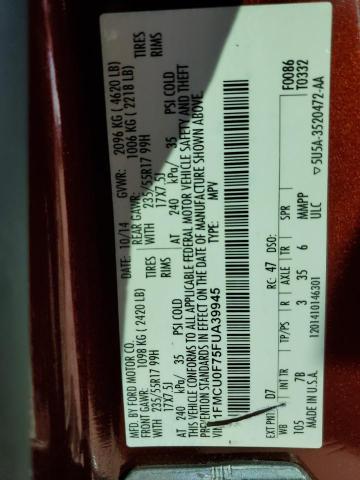 MFD. BY FORD MOTOR CO.
DATE: 10/14 GVWR: 2096 KG ( 4620 LB)
FRONT GAWR: 1098 KG ( 2420 LB) REAR GAWR: 1006 KG ( 2218 LB)
WITH 235/55R17 99H TIRES
WITH 235/55R17 99H TIRES
17X7.5J RIMS
17X7.5J RIMS
AT 240 kPa/ 35 PSI COLD
AT 240 kPa/ 35 PSI COLD
THIS VEHICLE CONFORMS TO ALL APPLICABLE FEDERAL MOTOR VEHICLE SAFETY AND THEFT PREVENTION STANDARDS IN EFFECT ON THE DATE OF MANUFACTURE SHOWN ABOVE.
VIN: 1FMCU0F75FUA39945
TYPE: MPV
F0086
T0332
EXT PNT: D7 RC: 47 DSO:
WB INT TR TP/PS R AXLE TR SPR
105 7B 3 35 6 MMPP
MADE IN U.S.A. 1201410146301 ULC
▽5U5A-3520472-AA